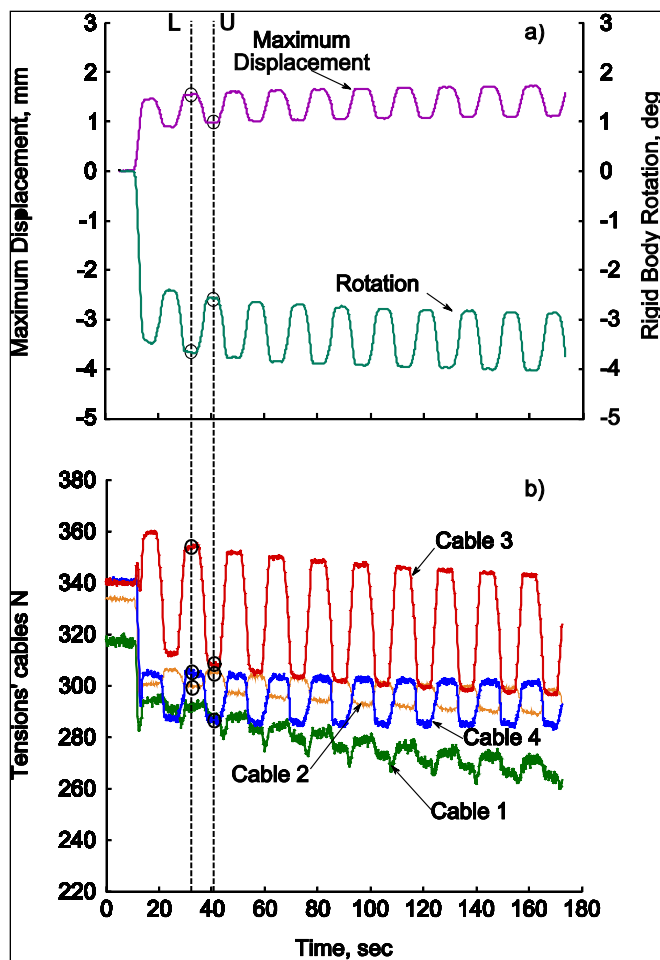 L U
a)
Maximum
Displacement
Rotation
Maximum Displacement, mm
3
2
1
0
-1
-2
-3
-4
-5
Rigid Body Rotation, deg
3
2
1
0
-1
-2
-3
-4
-5
b)
Cable 3
Cable 4
Cable 2
Cable 1
Tensions' cables N
380
360
340
320
300
280
260
240
220
0 20 40 60 80 100 120 140 160 180
Time, sec